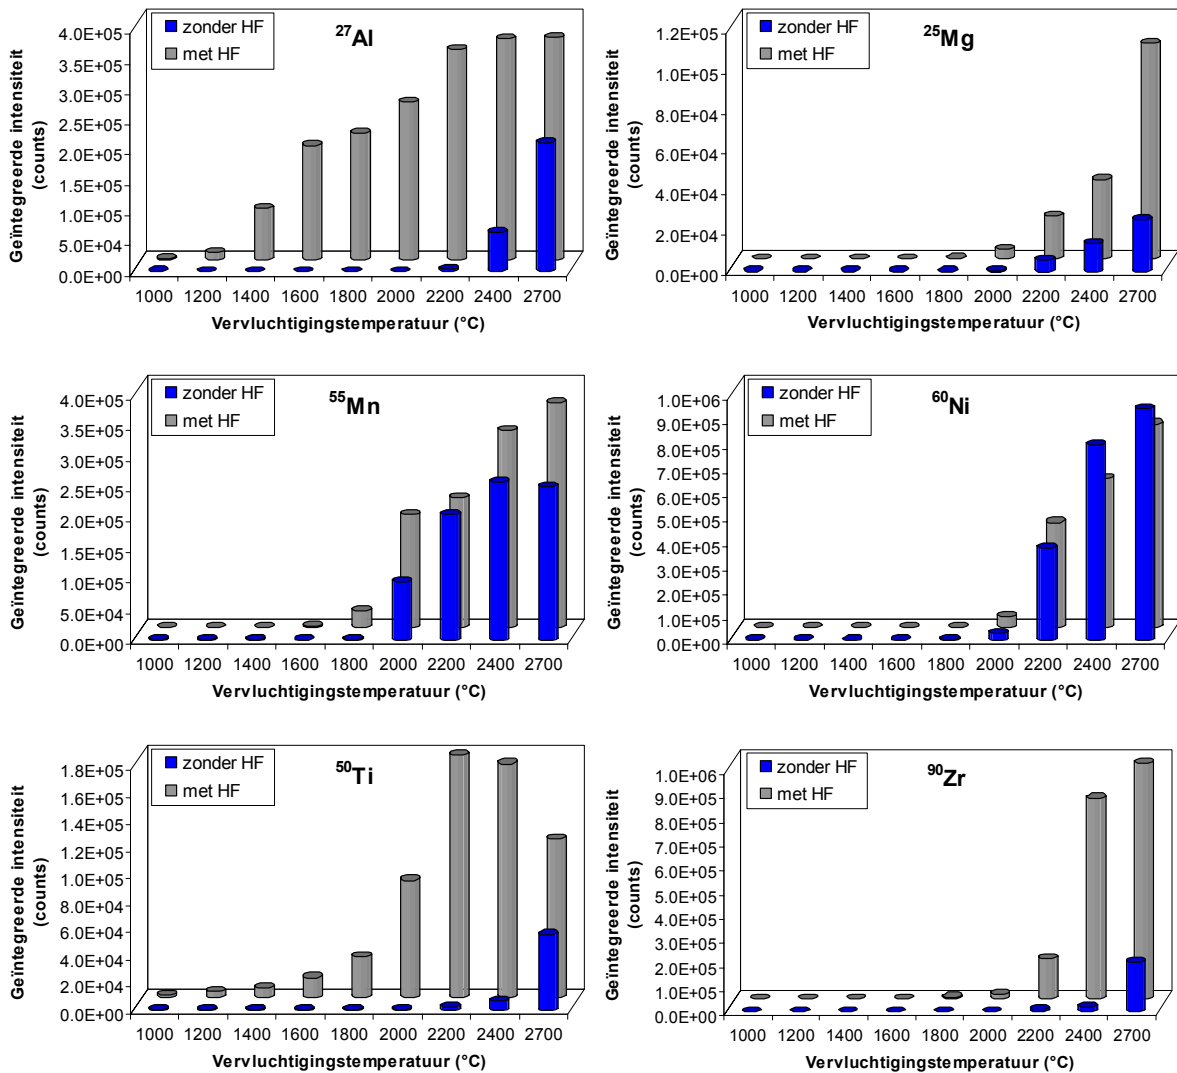 zonder HF
met HF
27Al
Geïntegreerde intensiteit
(counts)
4.0E+05
3.5E+05
3.0E+05
2.5E+05
2.0E+05
1.5E+05
1.0E+05
5.0E+04
0.0E+00
1000 1200 1400 1600 1800 2000 2200 2400 2700
Vervluchtigingstemperatuur (°C)
zonder HF
met HF
25Mg
Geïntegreerde intensiteit
(counts)
1.2E+05
1.0E+05
8.0E+04
6.0E+04
4.0E+04
2.0E+04
0.0E+00
1000 1200 1400 1600 1800 2000 2200 2400 2700
Vervluchtigingstemperatuur (°C)
zonder HF
met HF
55Mn
Geïntegreerde intensiteit
(counts)
4.0E+05
3.5E+05
3.0E+05
2.5E+05
2.0E+05
1.5E+05
1.0E+05
5.0E+04
0.0E+00
1000 1200 1400 1600 1800 2000 2200 2400 2700
Vervluchtigingstemperatuur (°C)
zonder HF
met HF
60Ni
Geïntegreerde intensiteit
(counts)
1.0E+06
9.0E+05
8.0E+05
7.0E+05
6.0E+05
5.0E+05
4.0E+05
3.0E+05
2.0E+05
1.0E+05
0.0E+00
1000 1200 1400 1600 1800 2000 2200 2400 2700
Vervluchtigingstemperatuur (°C)
zonder HF
met HF
50Ti
Geïntegreerde intensiteit
(counts)
1.8E+05
1.6E+05
1.4E+05
1.2E+05
1.0E+05
8.0E+04
6.0E+04
4.0E+04
2.0E+04
0.0E+00
1000 1200 1400 1600 1800 2000 2200 2400 2700
Vervluchtigingstemperatuur (°C)
zonder HF
met HF
90Zr
Geïntegreerde intensiteit
(counts)
1.0E+06
9.0E+05
8.0E+05
7.0E+05
6.0E+05
5.0E+05
4.0E+05
3.0E+05
2.0E+05
1.0E+05
0.0E+00
1000 1200 1400 1600 1800 2000 2200 2400 2700
Vervluchtigingstemperatuur (°C)